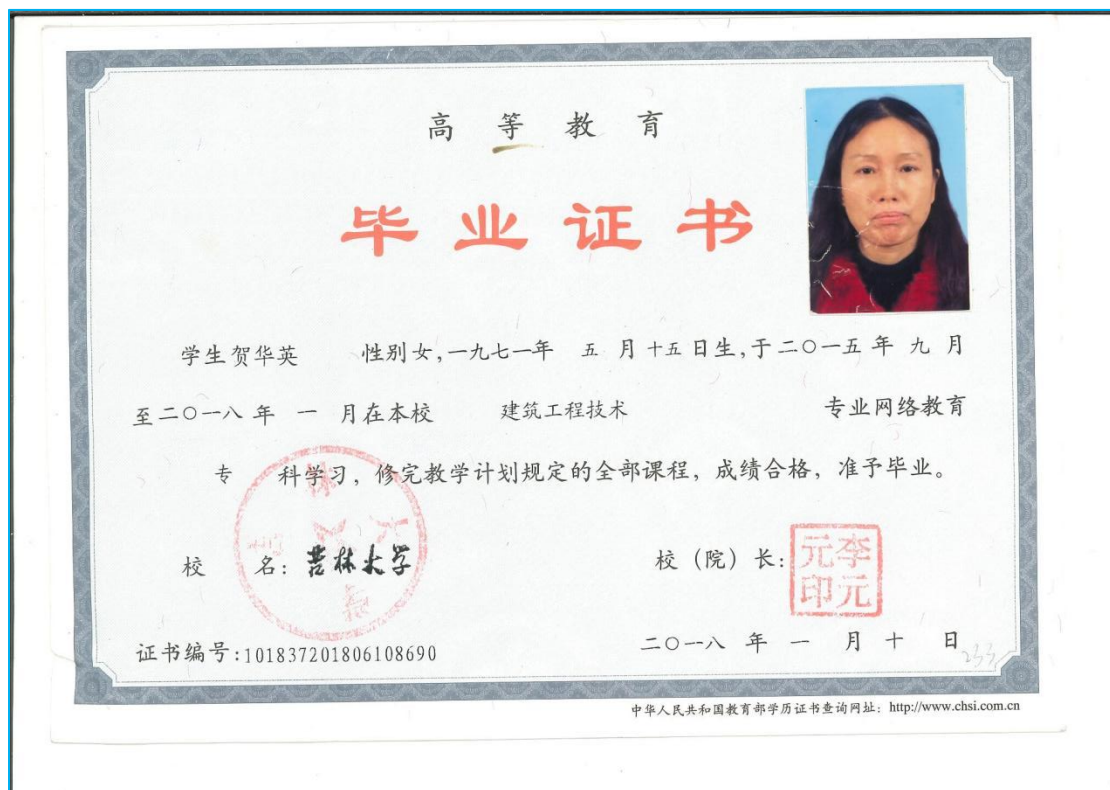 高等教育
毕业证书
学生贺华英 性别女,一九七一年 五 月十五日生,于二〇一五年 九 月
至二〇一八年 一 月在本校 建筑工程技术 专业网络教育
专 科学习,修完教学计划规定的全部课程,成绩合格,准予毕业。
校 名:吉林大学
校(院)长:
李元元印
二〇一八 年 一 月 十 日
证书编号:101837201806108690
233
中华人民共和国教育部学历证书查询网址:http://www.chsi.com.cn